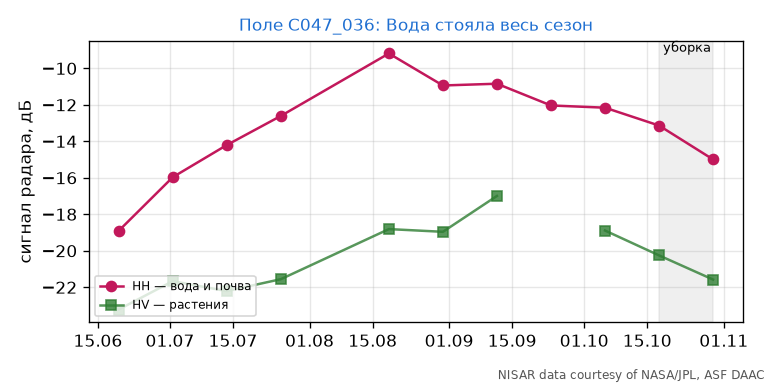 Поле C047_036: Вода стояла весь сезон
уборка
сигнал радара, дБ
−10
−12
−14
−16
−18
−20
−22
HH — вода и почва
HV — растения
15.06 01.07 15.07 01.08 15.08 01.09 15.09 01.10 15.10 01.11
NISAR data courtesy of NASA/JPL, ASF DAAC